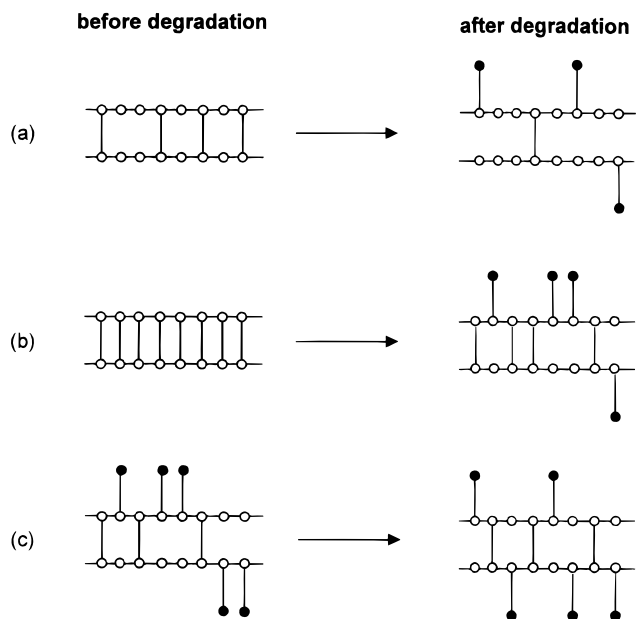 before degradation
after degradation
(a)
(b)
(c)